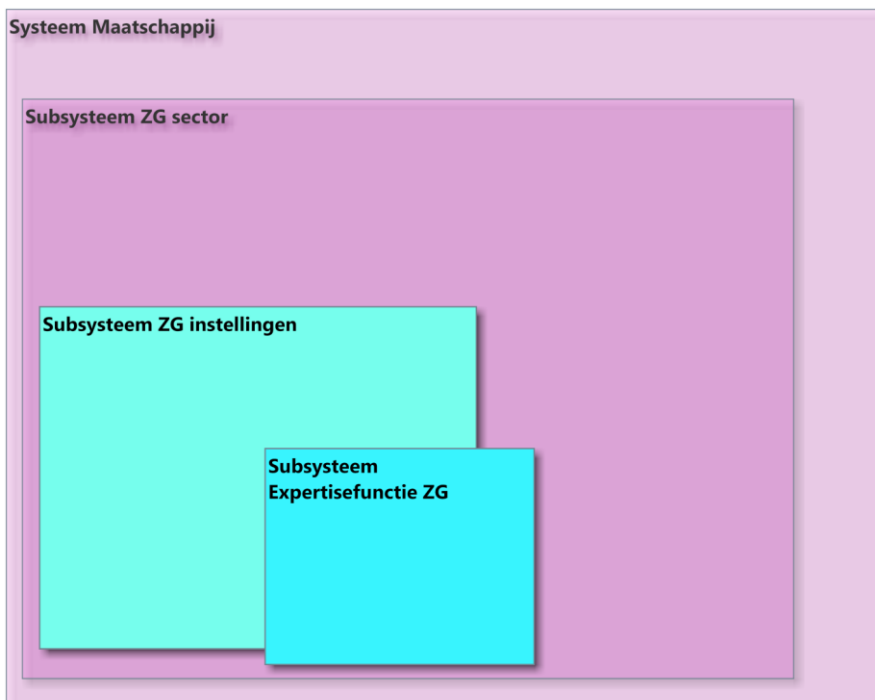 Systeem Maatschappij
Subsysteem ZG sector
Subsysteem ZG instellingen
Subsysteem
Expertisefunctie ZG